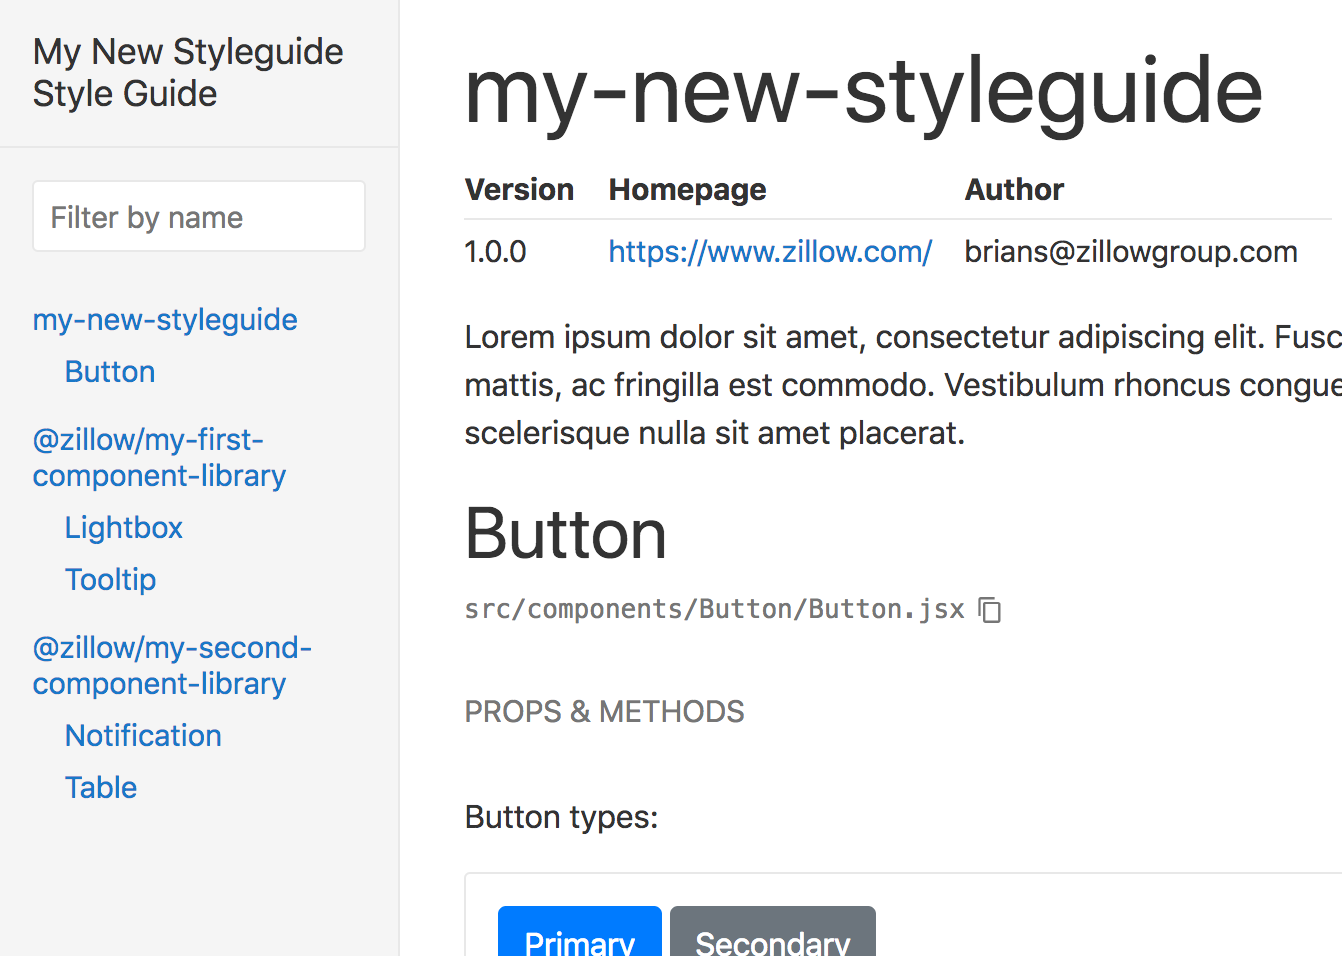 My New Styleguide
Style Guide
Filter by name
my-new-styleguide
Button
@zillow/my-first-
component-library
Lightbox
Tooltip
@zillow/my-second-
component-library
Notification
Table
my-new-styleguide
Version Homepage Author
1.0.0 https://www.zillow.com/ brians@zillowgroup.com
Lorem ipsum dolor sit amet, consectetur adipiscing elit. Fusc
mattis, ac fringilla est commodo. Vestibulum rhoncus congue
scelerisque nulla sit amet placerat.
Button
src/components/Button/Button.jsx
PROPS & METHODS
Button types:
Primary Secondary